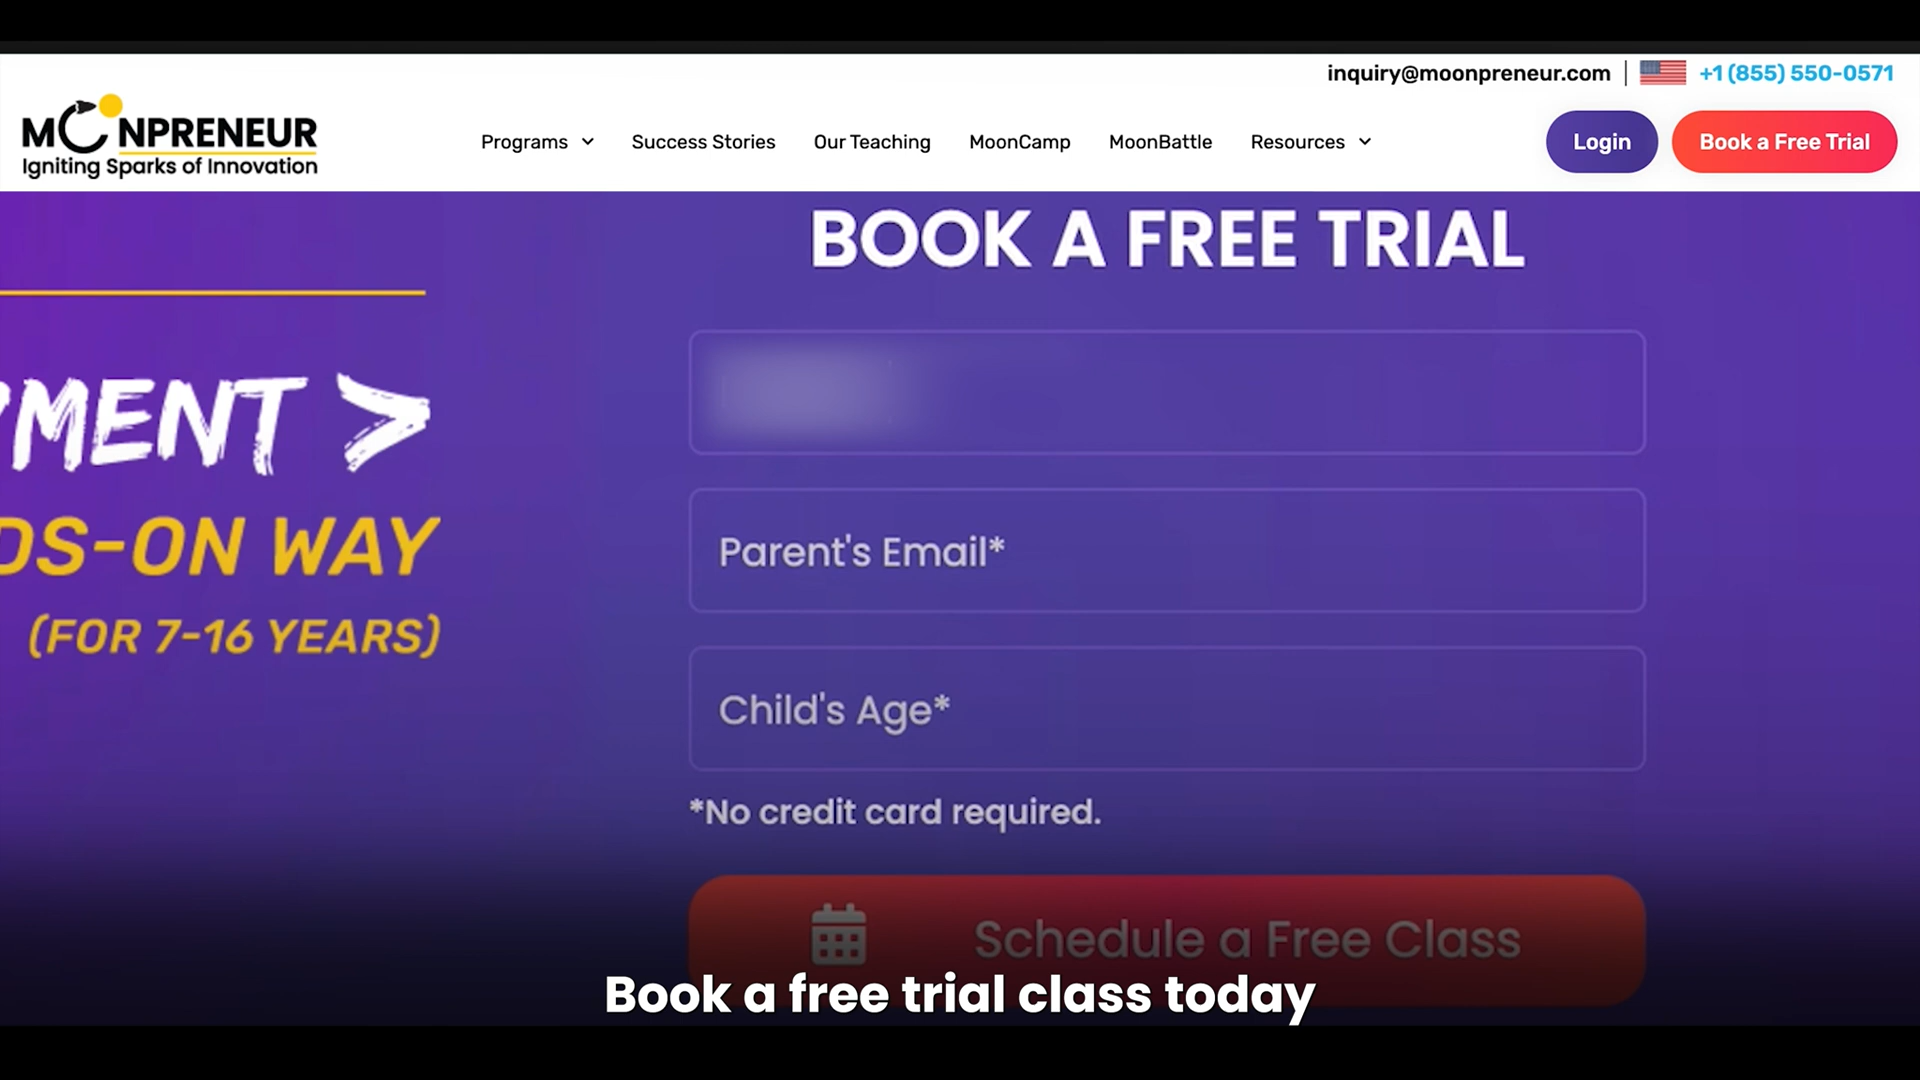 inquiry@moonpreneur.com | +1 (855) 550-0571
MOONPRENEUR
Igniting Sparks of Innovation
Programs Success Stories Our Teaching MoonCamp MoonBattle Resources Login Book a Free Trial
BOOK A FREE TRIAL
MENT >
DS-ON WAY
(FOR 7-16 YEARS)
Parent's Email*
Child's Age*
*No credit card required.
Schedule a Free Class
Book a free trial class today